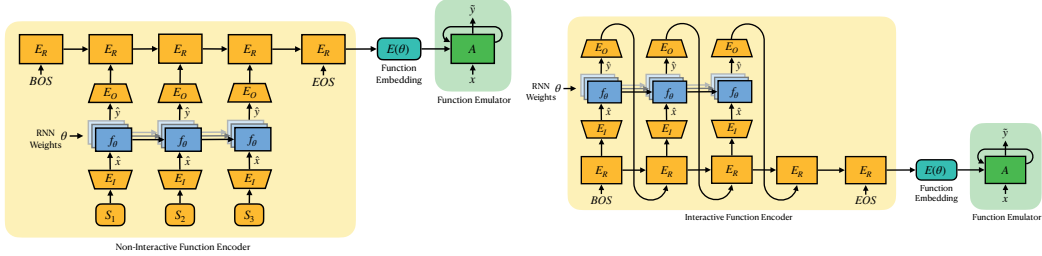 E_R E_R E_R E_R E_R
BOS EOS
E(θ)
Function
Embedding
ỹ
A
x
Function Emulator
E_O E_O E_O
ŷ ŷ ŷ
RNN
Weights
θ
f_θ f_θ f_θ
x̂ x̂ x̂
E_I E_I E_I
S_1 S_2 S_3
Non-Interactive Function Encoder
E_O E_O E_O
ŷ ŷ ŷ
RNN
Weights
θ
f_θ f_θ f_θ
x̂ x̂ x̂
E_I E_I E_I
E_R E_R E_R E_R E_R
BOS EOS
Interactive Function Encoder
E(θ)
Function
Embedding
ỹ
A
x
Function Emulator